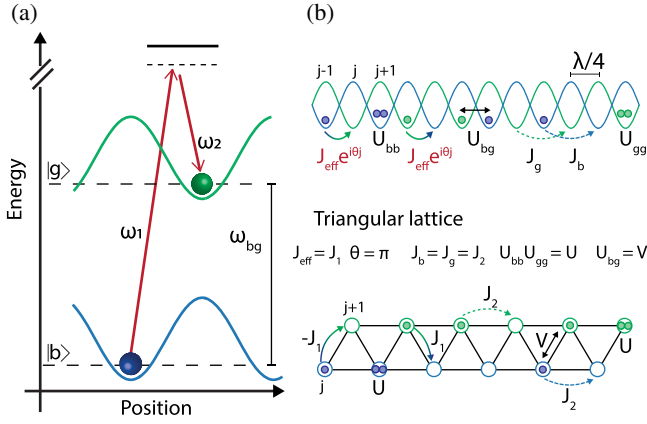 (a)
Energy
|g⟩
|b⟩
ω₁
ω₂
ω_bg
Position
(b)
j-1
j
j+1
λ/4
J_eff e^iθj
U_bb
J_eff e^iθj
U_bg
J_g
J_b
U_gg
Triangular lattice
J_eff = J₁ θ = π J_b = J_g = J₂ U_bb U_gg = U U_bg = V
j+1
J₂
-J₁
J₁
V
U
j
U
J₂